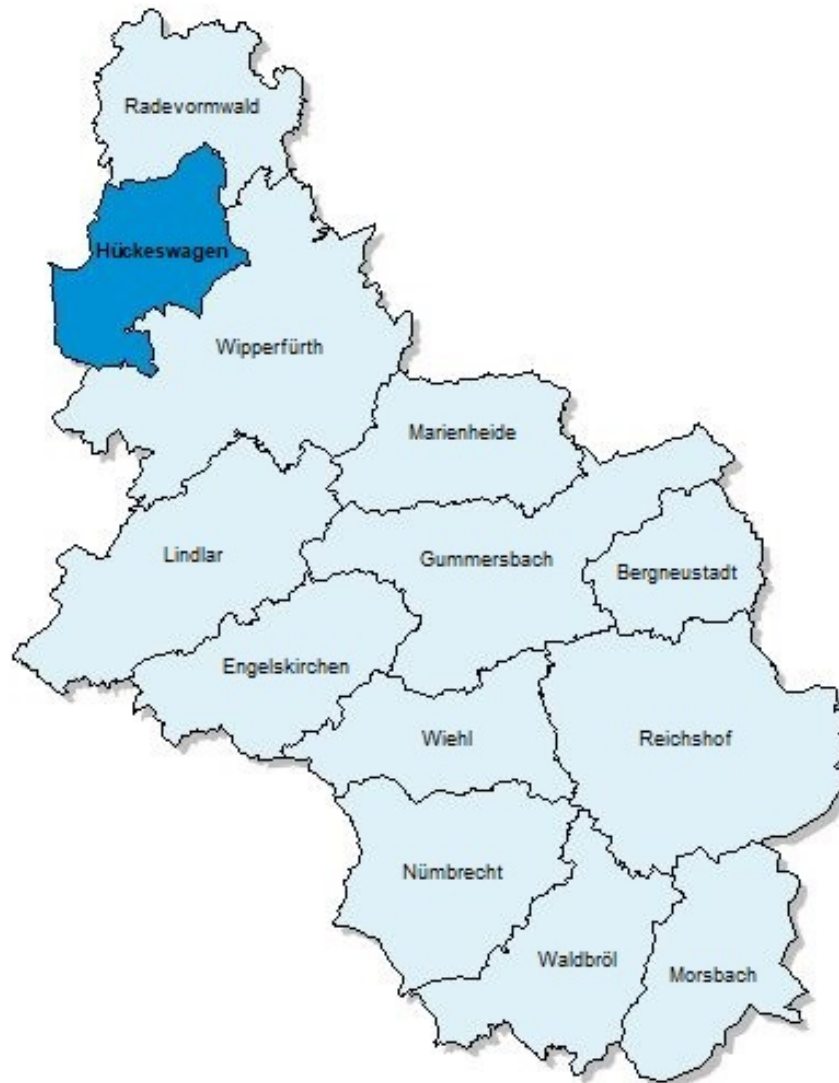 Radevormwald
Hückeswagen
Wipperfürth
Marienheide
Lindlar
Gummersbach
Bergneustadt
Engelskirchen
Wiehl
Reichshof
Nümbrecht
Waldbröl
Morsbach